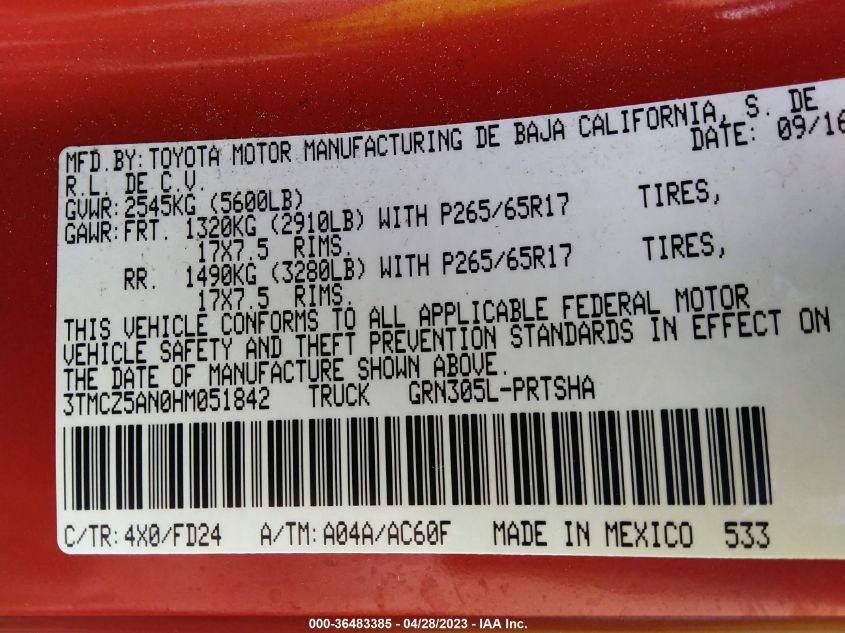 MFD.BY:TOYOTA MOTOR MANUFACTURING DE BAJA CALIFORNIA, S. DE
R.L. DE C.V. DATE: 09/16
GVWR:2545KG (5600LB)
GAWR:FRT. 1320KG (2910LB) WITH P265/65R17 TIRES,
17X7.5 RIMS.
RR. 1490KG (3280LB) WITH P265/65R17 TIRES,
17X7.5 RIMS.
THIS VEHICLE CONFORMS TO ALL APPLICABLE FEDERAL MOTOR
VEHICLE SAFETY AND THEFT PREVENTION STANDARDS IN EFFECT ON
THE DATE OF MANUFACTURE SHOWN ABOVE.
3TMCZ5AN0HM051842 TRUCK GRN305L-PRTSHA
C/TR:4X0/FD24 A/TM:A04A/AC60F MADE IN MEXICO 533
000-36483385 - 04/28/2023 - IAA Inc.